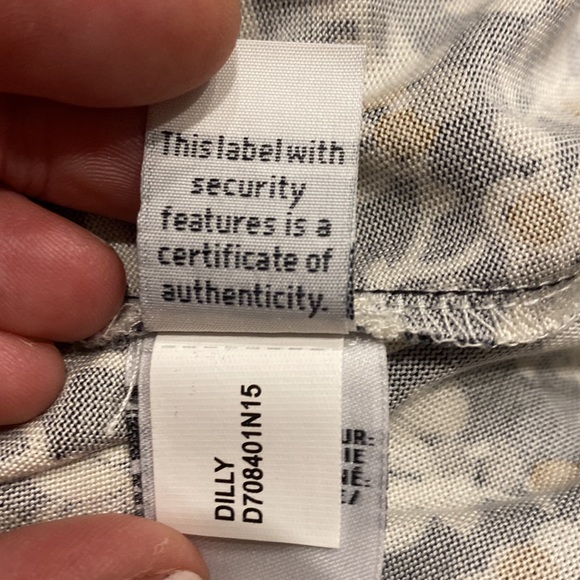 This label with
security
features is a
certificate of
authenticity.
DILLY
D708401N15